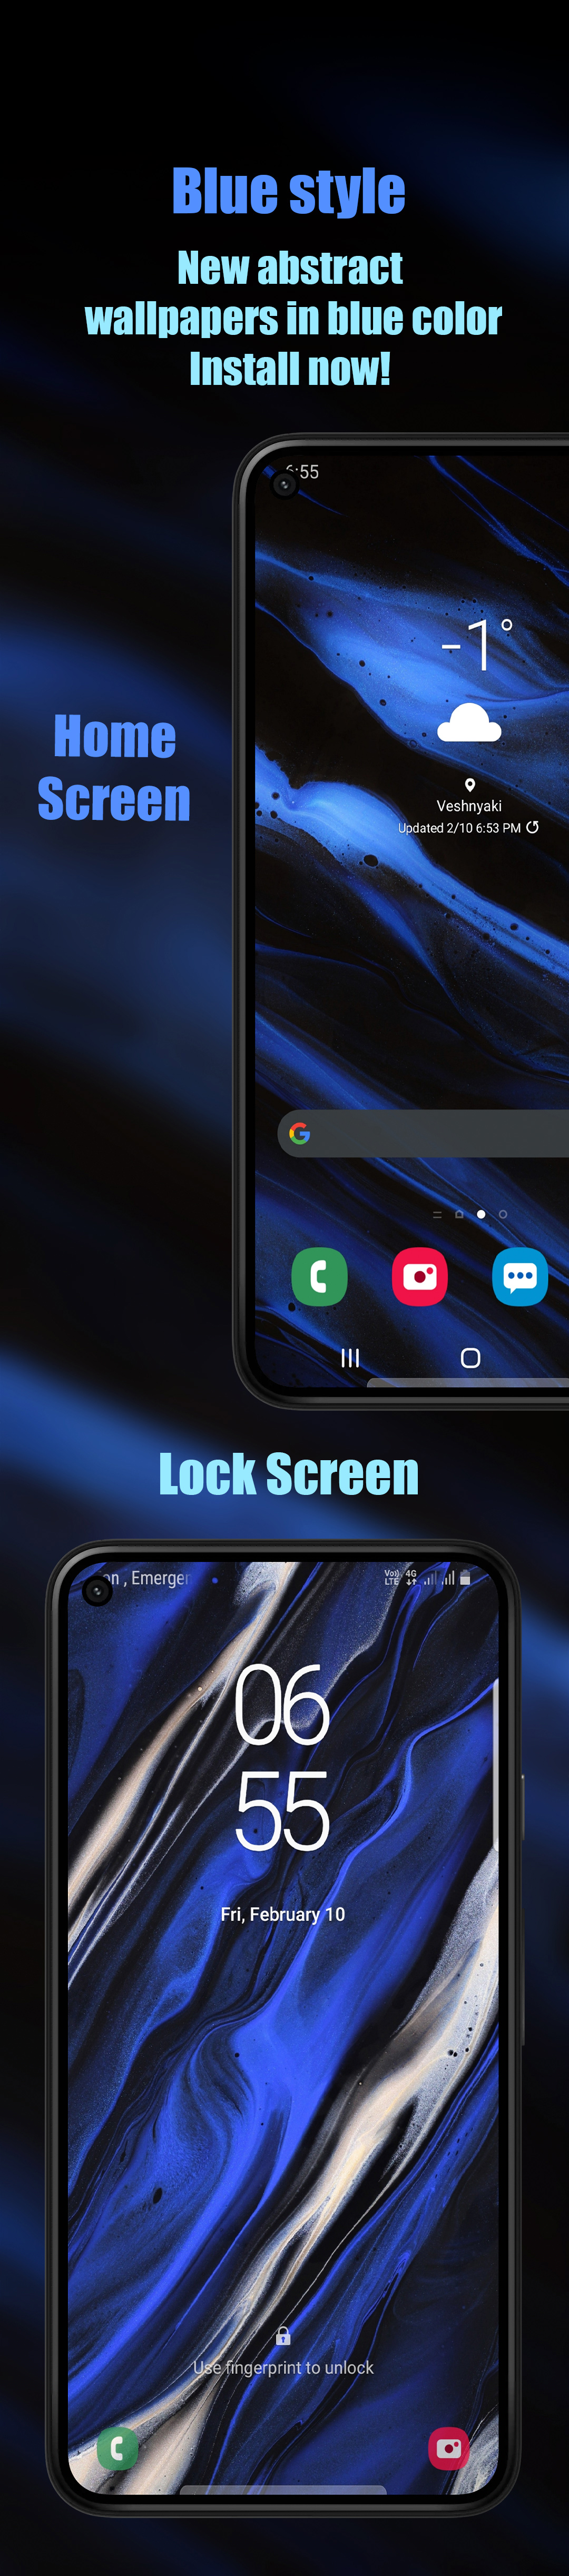 Blue style
New abstract
wallpapers in blue color
Install now!
6:55
-1°
Veshnyaki
Updated 2/10 6:53 PM
Home
Screen
Lock Screen
on , Emerger
Vo)) 4G
LTE
06
55
Fri, February 10
Use fingerprint to unlock